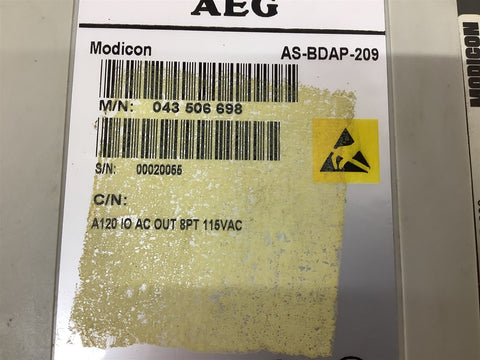 AEG
Modicon AS-BDAP-209
M/N: 043 506 698
S/N: 00020055
C/N:
A120 IO AC OUT 8PT 115VAC
MODICON